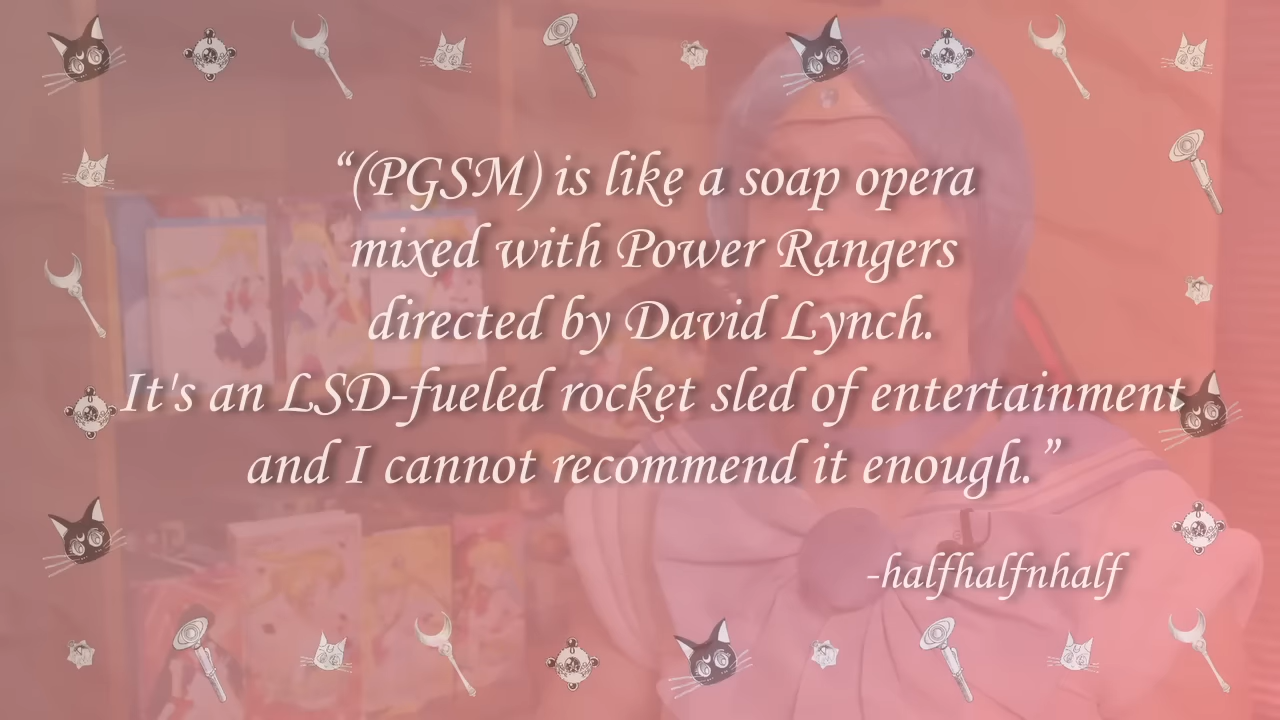 “(PGSM) is like a soap opera
mixed with Power Rangers
directed by David Lynch.
It's an LSD-fueled rocket sled of entertainment
and I cannot recommend it enough.”
-halfhalfnhalf